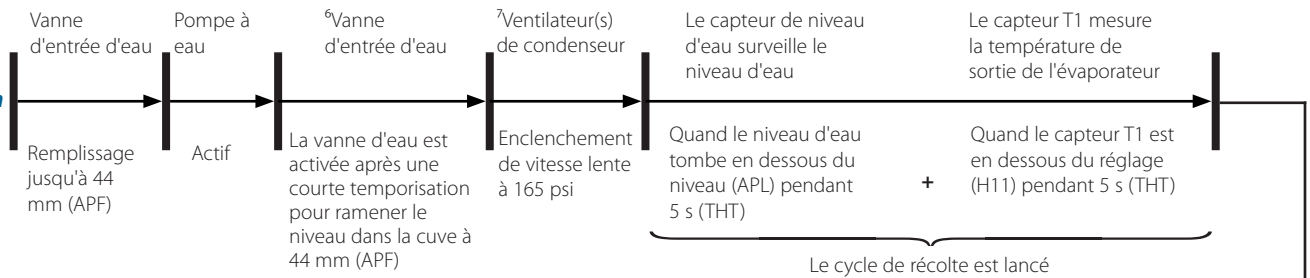 Vanne
d'entrée d'eau
Pompe à
eau
⁶Vanne
d'entrée d'eau
⁷Ventilateur(s)
de condenseur
Le capteur de niveau
d'eau surveille le
niveau d'eau
Le capteur T1 mesure
la température de
sortie de l'évaporateur
Remplissage
jusqu'à 44
mm (APF)
Actif
La vanne d'eau est
activée après une
courte temporisation
pour ramener le
niveau dans la cuve à
44 mm (APF)
Enclenchement
de vitesse lente
à 165 psi
Quand le niveau d'eau
tombe en dessous du
niveau (APL) pendant
5 s (THT)
+
Quand le capteur T1 est
en dessous du réglage
(H11) pendant 5 s (THT)
Le cycle de récolte est lancé